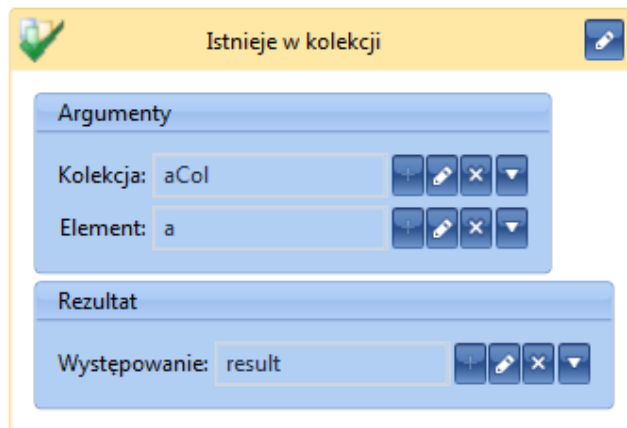 Istnieje w kolekcji
Argumenty
Kolekcja: aCol
Element: a
Rezultat
Występowanie: result